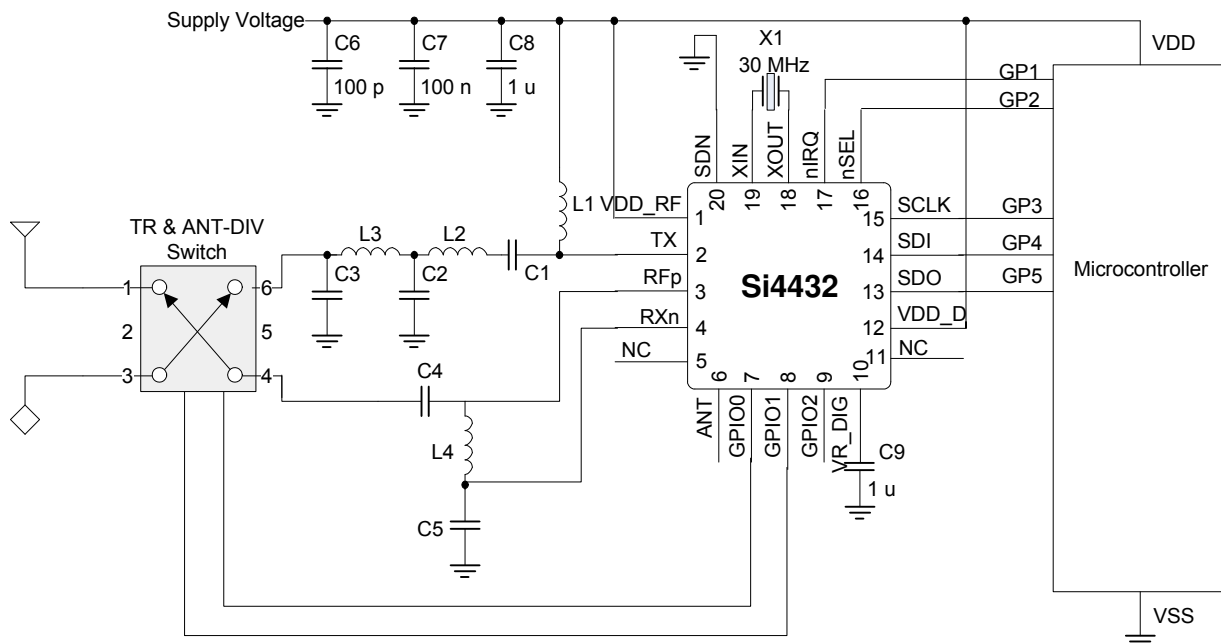 Supply Voltage
C6
100 p
C7
100 n
C8
1 u
X1
30 MHz
VDD
GP1
GP2
SDN
XIN
XOUT
nIRQ
nSEL
20
19
18
17
16
L1
VDD_RF
1
15
SCLK
GP3
TR & ANT-DIV
Switch
L3
L2
C1
TX
2
14
SDI
GP4
Microcontroller
1
6
C3
C2
RFp
3
Si4432
13
SDO
GP5
2
5
RXn
4
12
VDD_D
3
4
NC
5
11
NC
C4
6
7
8
9
10
ANT
GPIO0
GPIO1
GPIO2
VR_DIG
L4
C9
1 u
C5
VSS